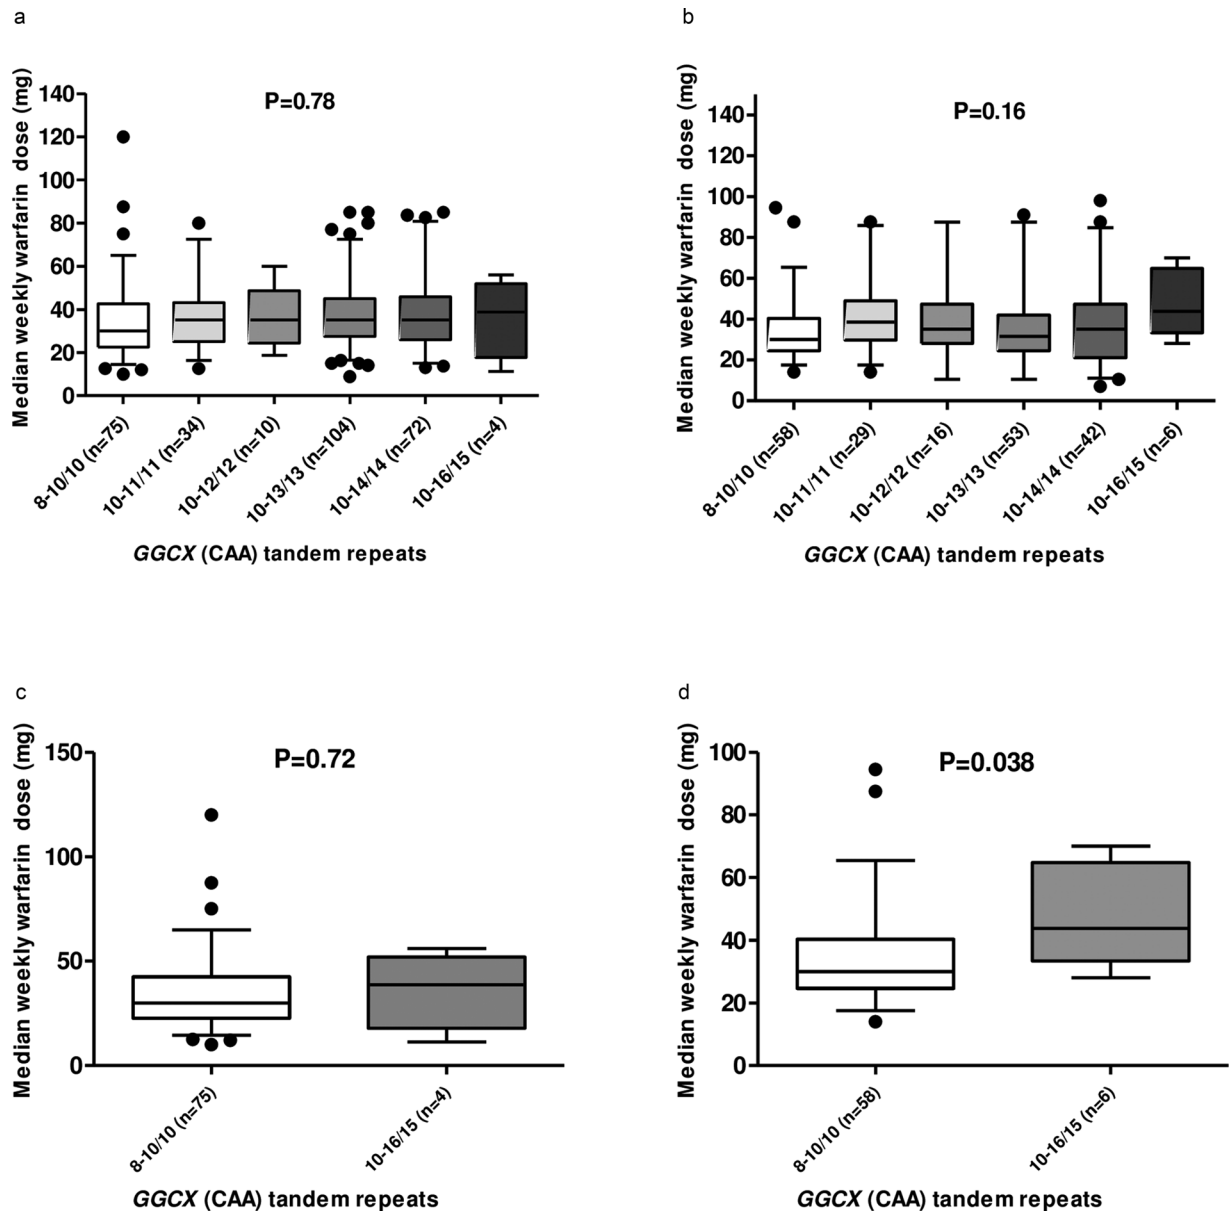 a
Median weekly warfarin dose (mg)
P=0.78
140
120
100
80
60
40
20
0
8-10/10 (n=75)
10-11/11 (n=34)
10-12/12 (n=10)
10-13/13 (n=104)
10-14/14 (n=72)
10-16/15 (n=4)
GGCX (CAA) tandem repeats
b
Median weekly warfarin dose (mg)
P=0.16
140
120
100
80
60
40
20
0
8-10/10 (n=58)
10-11/11 (n=29)
10-12/12 (n=16)
10-13/13 (n=53)
10-14/14 (n=42)
10-16/15 (n=6)
GGCX (CAA) tandem repeats
c
Median weekly warfarin dose (mg)
P=0.72
150
100
50
0
8-10/10 (n=75)
10-16/15 (n=4)
GGCX (CAA) tandem repeats
d
Median weekly warfarin dose (mg)
P=0.038
100
80
60
40
20
0
8-10/10 (n=58)
10-16/15 (n=6)
GGCX (CAA) tandem repeats